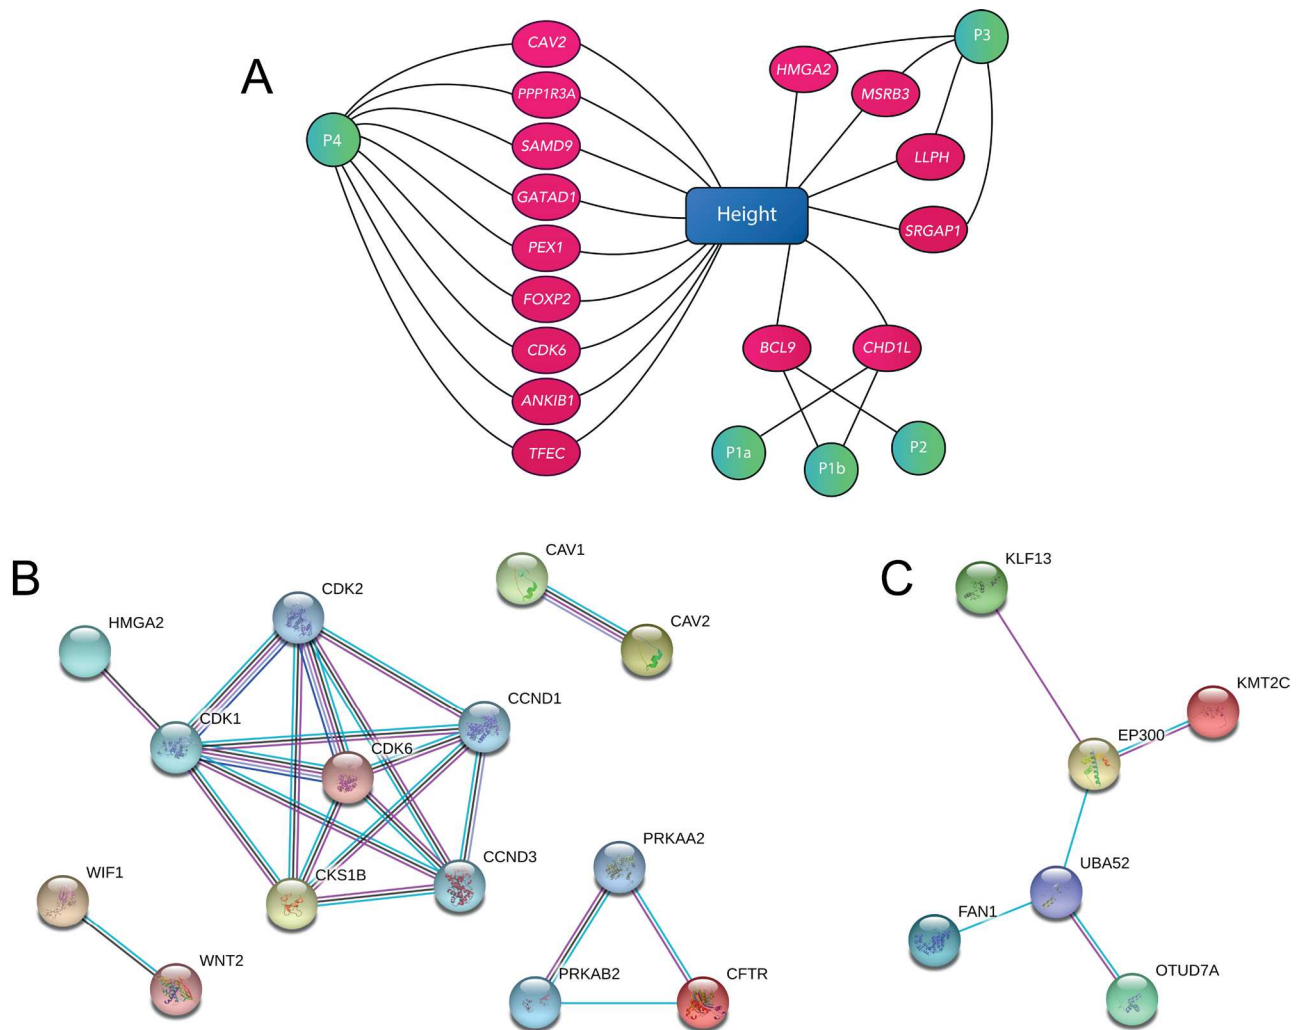 A
P4
CAV2
PPP1R3A
SAMD9
GATAD1
PEX1
FOXP2
CDK6
ANKIB1
TFEC
Height
HMGA2
MSRB3
LLPH
SRGAP1
P3
BCL9
CHD1L
P1a
P1b
P2
B
HMGA2
CDK2
CDK1
CCND1
CDK6
CCND3
CKS1B
CAV1
CAV2
WIF1
WNT2
PRKAA2
PRKAB2
CFTR
C
KLF13
KMT2C
EP300
UBA52
FAN1
OTUD7A